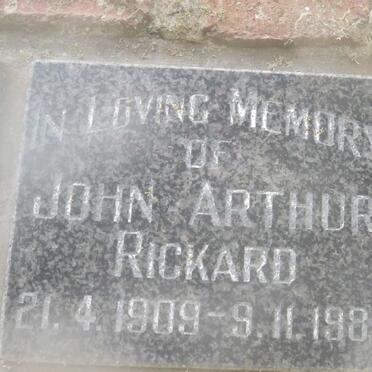 IN LOVING MEMORY
OF
JOHN ARTHUR
RICKARD
21.4.1909-9.11.198